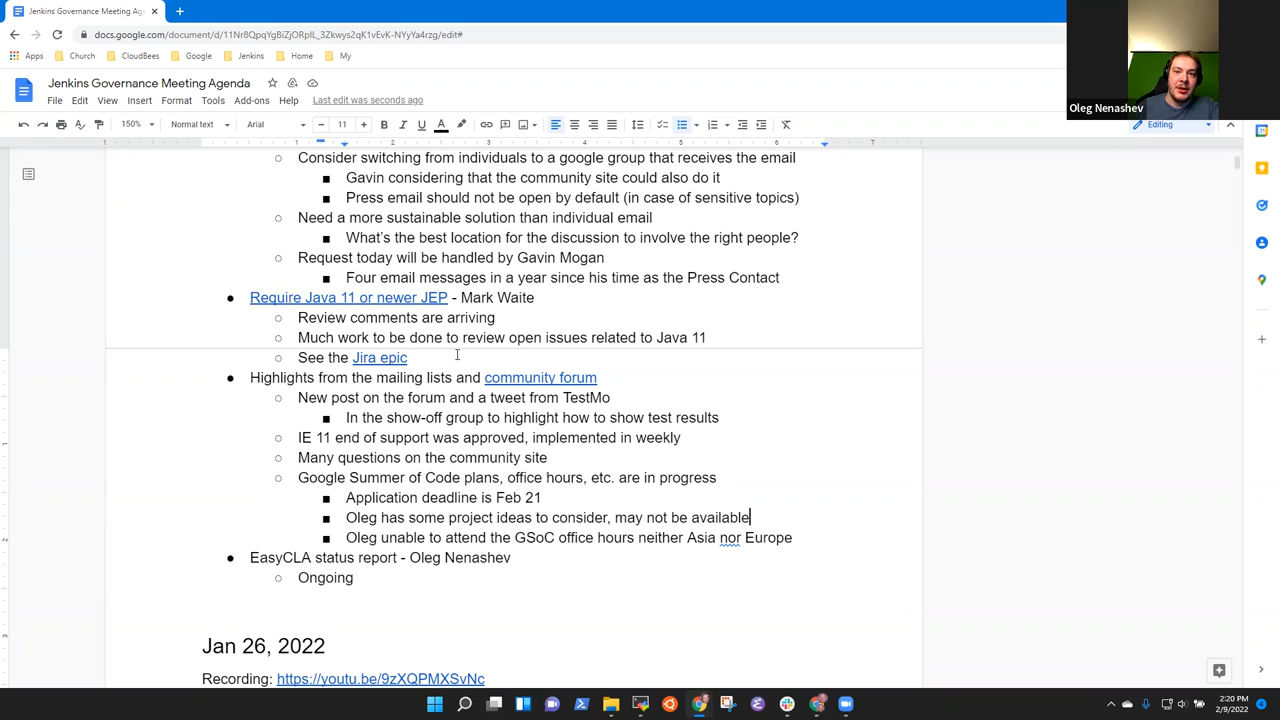 Jenkins Governance Meeting Ag
docs.google.com/document/d/11Nr8QpqYgBiZjORpIL_3Zkwys2qK1vEvK-NYyYa4rzg/edit#
Apps Church CloudBees Google Jenkins Home My
Oleg Nenashev
Jenkins Governance Meeting Agenda
File Edit View Insert Format Tools Add-ons Help Last edit was seconds ago
150% Normal text Arial 11 Editing
1 1 2 3 4 5 6 7
Consider switching from individuals to a google group that receives the email
Gavin considering that the community site could also do it
Press email should not be open by default (in case of sensitive topics)
Need a more sustainable solution than individual email
What's the best location for the discussion to involve the right people?
Request today will be handled by Gavin Mogan
Four email messages in a year since his time as the Press Contact
Require Java 11 or newer JEP - Mark Waite
Review comments are arriving
Much work to be done to review open issues related to Java 11
See the Jira epic
Highlights from the mailing lists and community forum
New post on the forum and a tweet from TestMo
In the show-off group to highlight how to show test results
IE 11 end of support was approved, implemented in weekly
Many questions on the community site
Google Summer of Code plans, office hours, etc. are in progress
Application deadline is Feb 21
Oleg has some project ideas to consider, may not be available
Oleg unable to attend the GSoC office hours neither Asia nor Europe
EasyCLA status report - Oleg Nenashev
Ongoing
Jan 26, 2022
Recording: https://youtu.be/9zXQPMXSvNc
2:20 PM
2/9/2022